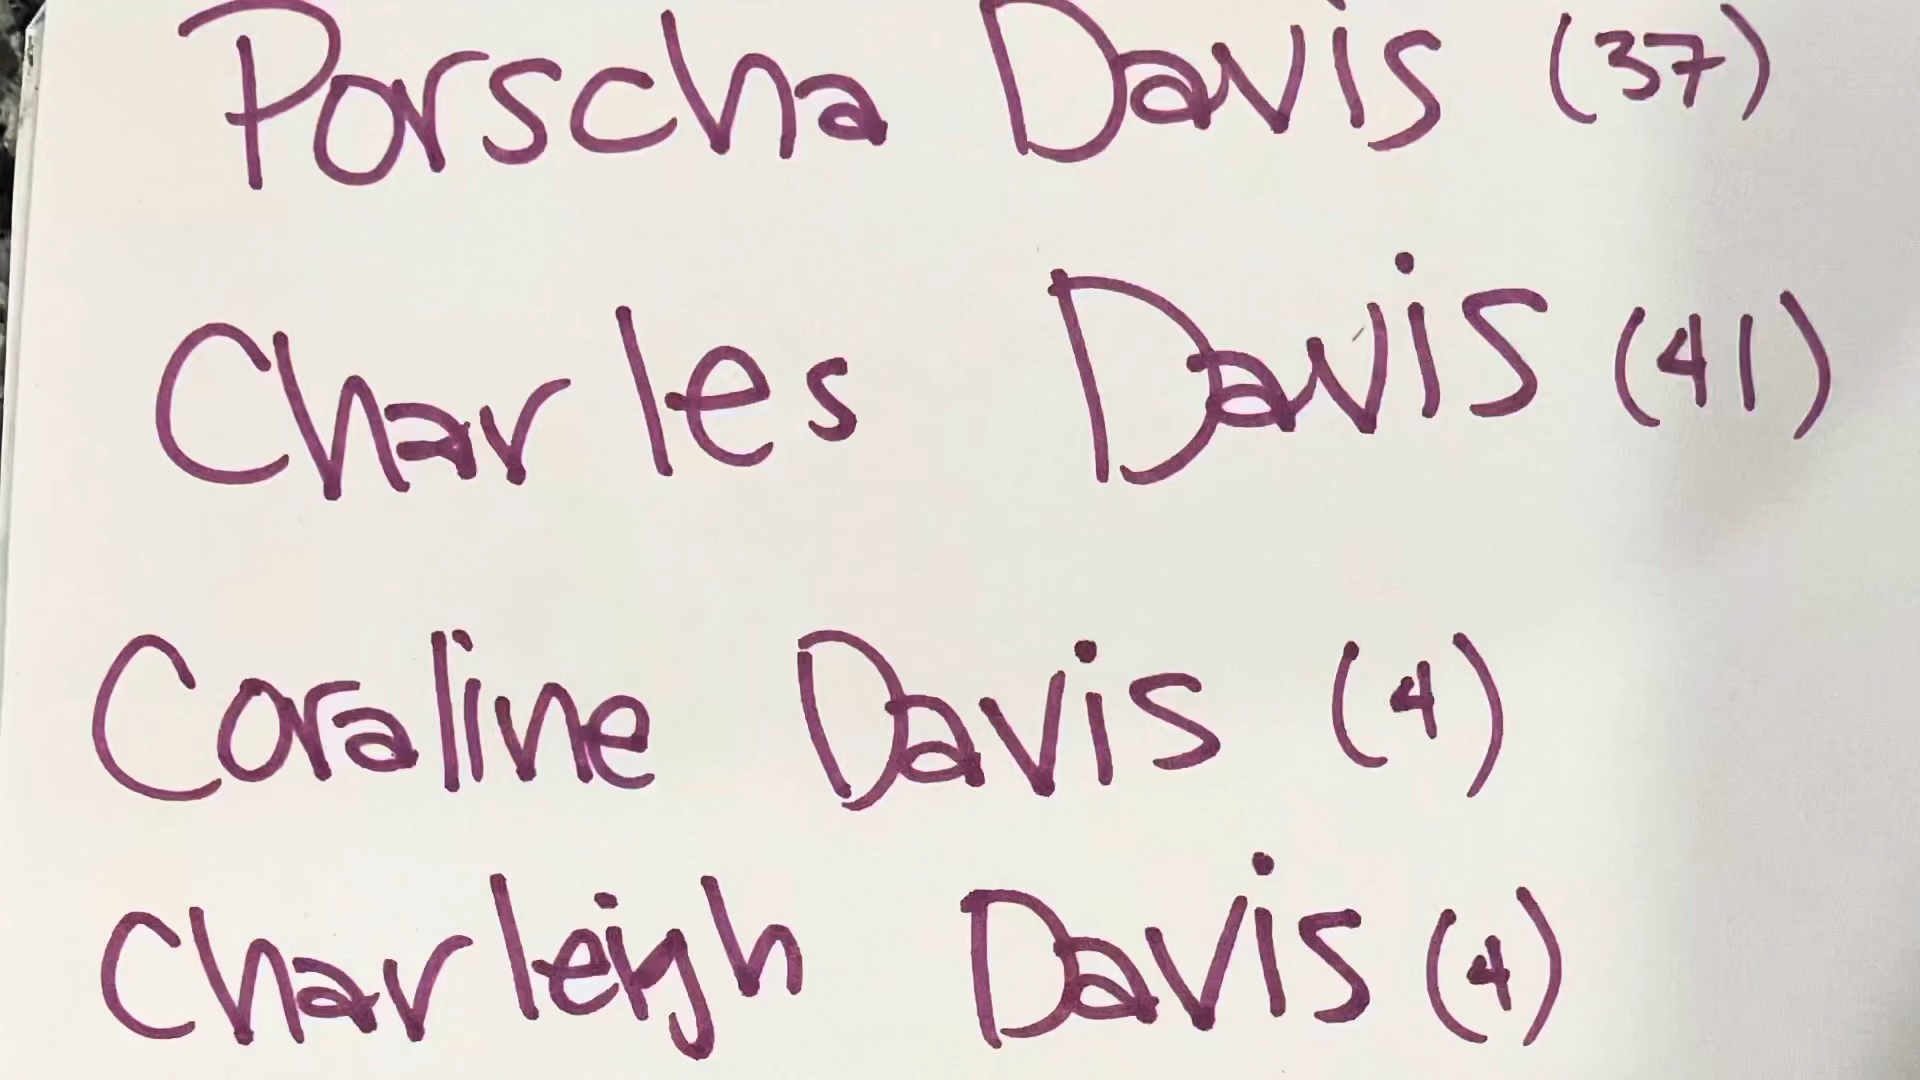 Porscha Davis (37)
Charles Davis (41)
Coraline Davis (4)
Charleigh Davis (4)